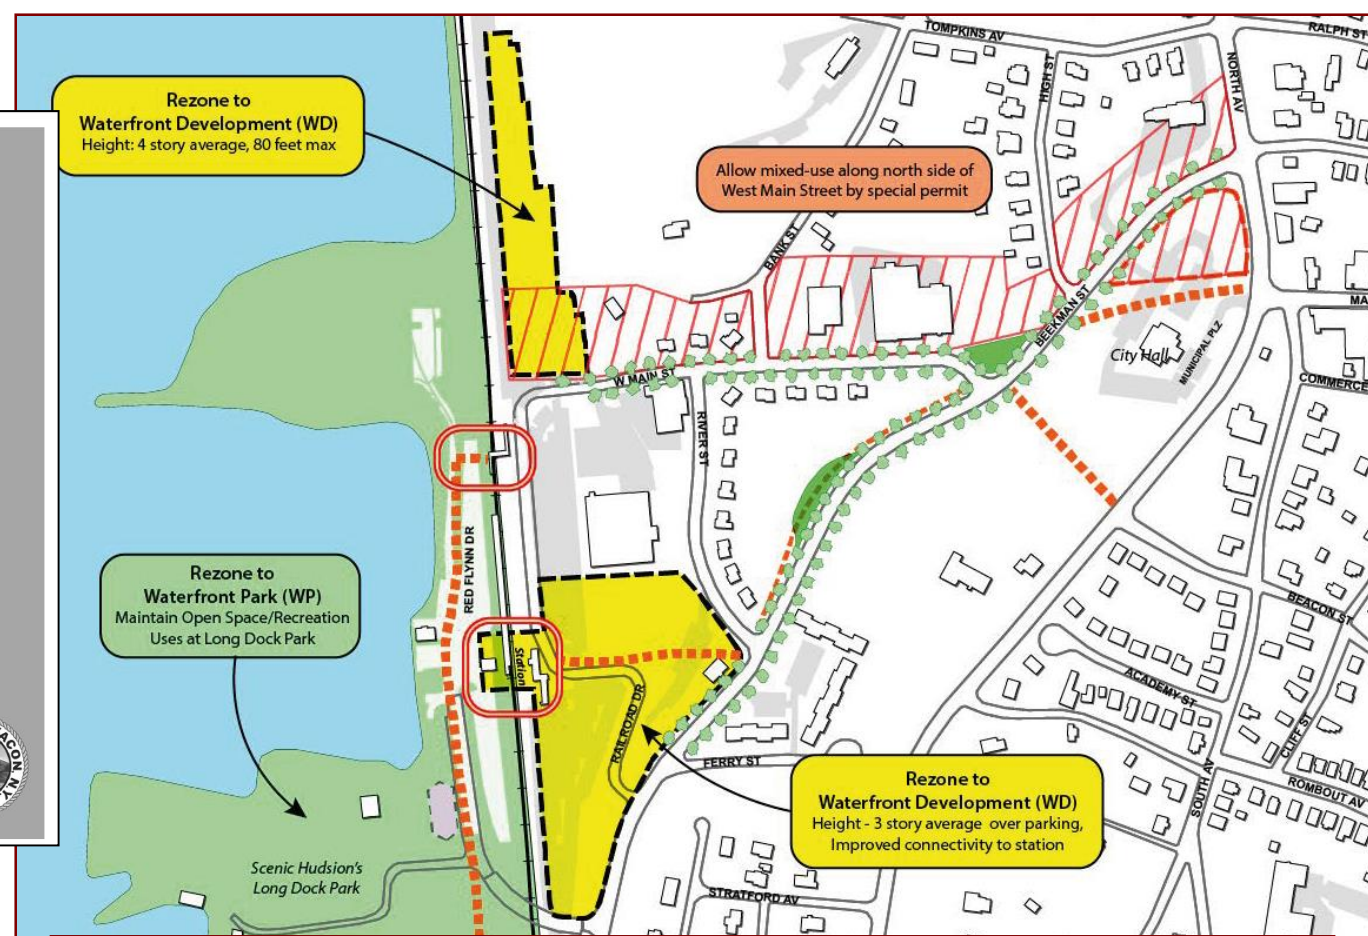 TOMPKINS AV
RALPH ST
HIGH ST
NORTH AV
Rezone to
Waterfront Development (WD)
Height: 4 story average, 80 feet max
Allow mixed-use along north side of
West Main Street by special permit
BANK ST
BEEKMAN ST
MA
City Hall
MUNICIPAL PLZ
W MAIN ST
COMMERCE
RIVER ST
RED FLYNN DR
Rezone to
Waterfront Park (WP)
Maintain Open Space/Recreation
Uses at Long Dock Park
BEACON ST
Station
ACADEMY ST
RAILROAD DR
CLIFF ST
FERRY ST
SOUTH AV
ROMBOUT AV
Rezone to
Waterfront Development (WD)
Height - 3 story average over parking,
Improved connectivity to station
EACON N.Y.
Scenic Hudsion's
Long Dock Park
STRATFORD AV